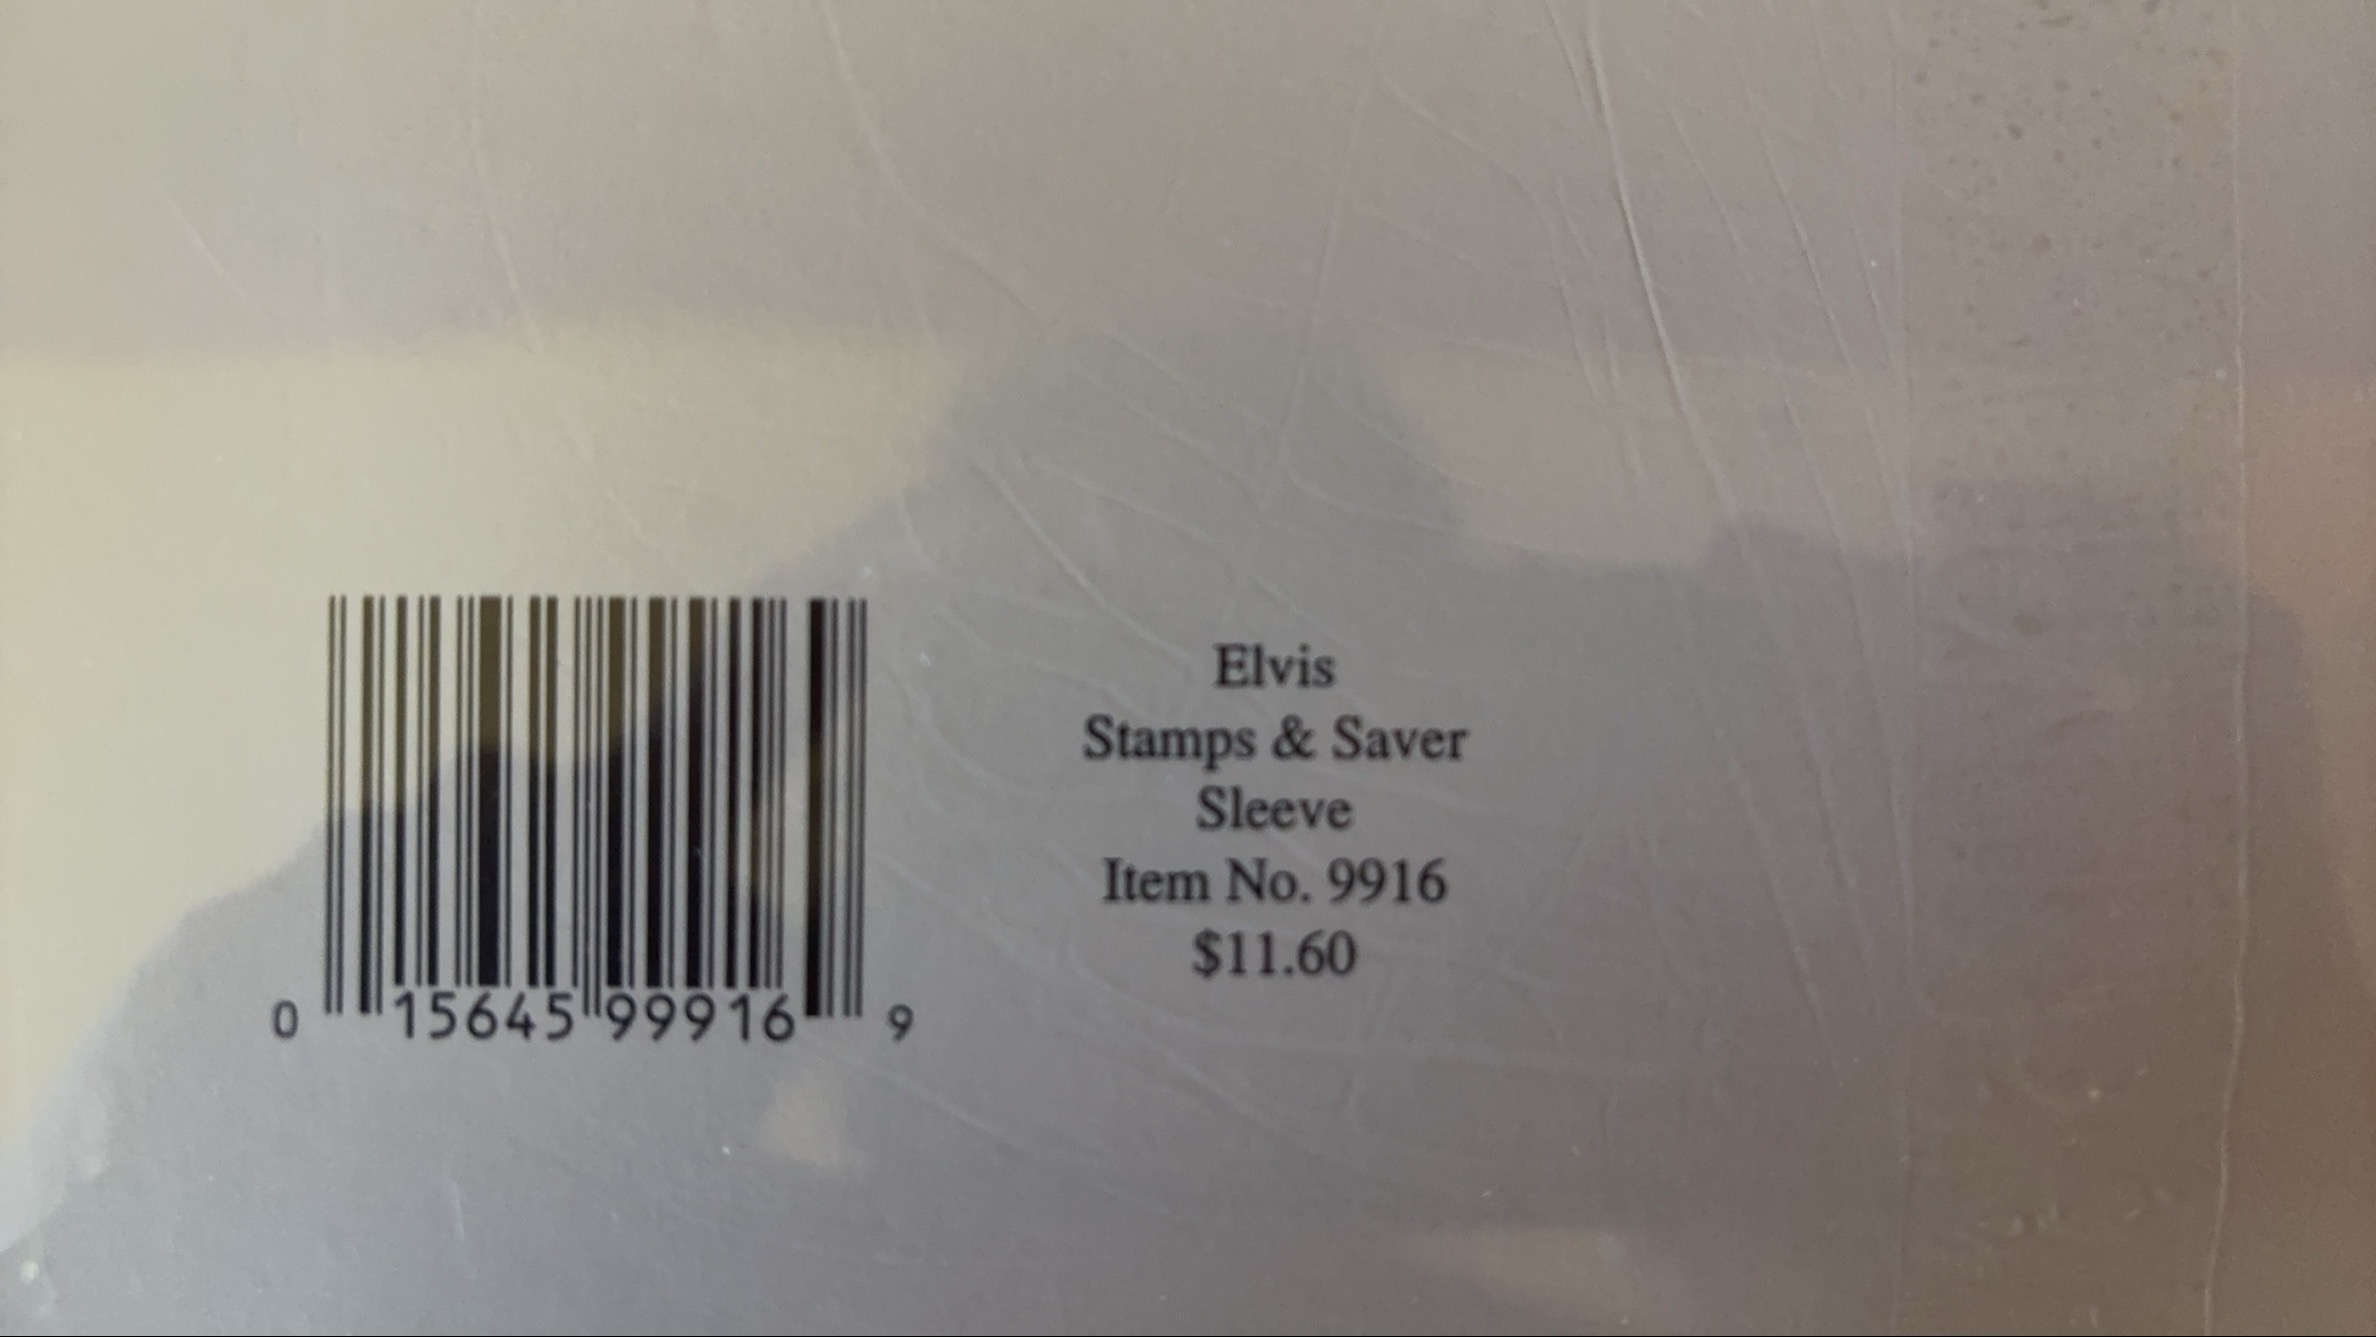 0 15645 99916 9
Elvis
Stamps & Saver
Sleeve
Item No. 9916
$11.60